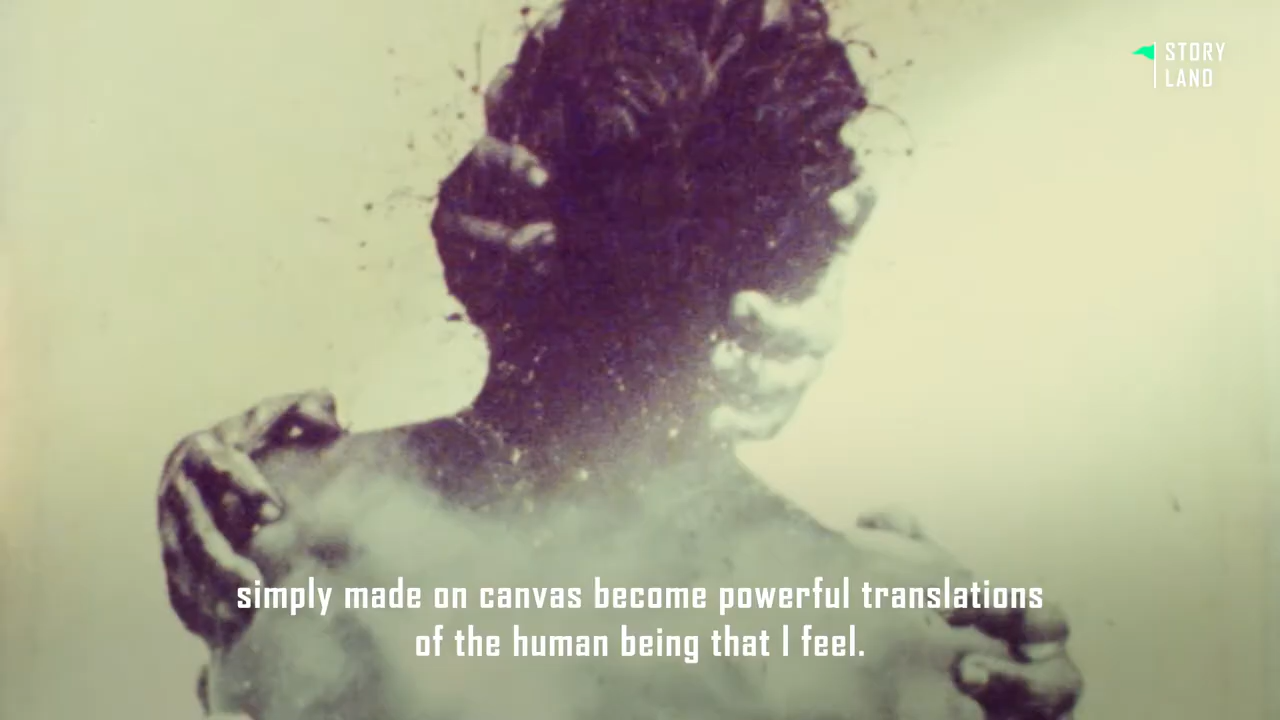 STORY
LAND
simply made on canvas become powerful translations
of the human being that I feel.